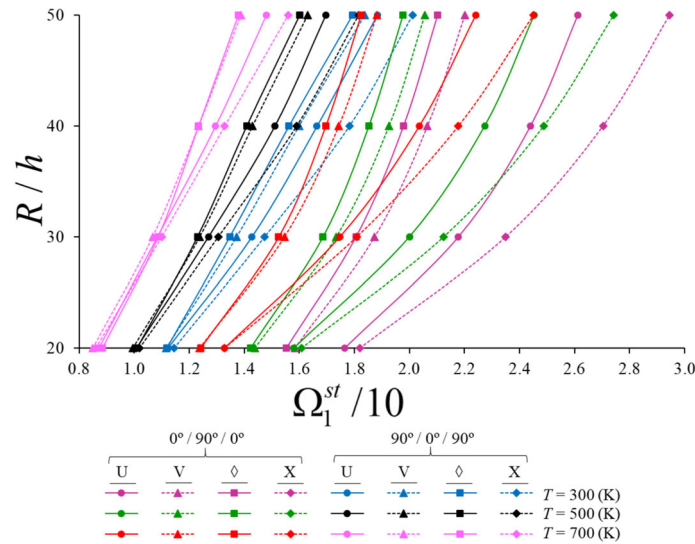 50
40
R / h
30
20
0.8 1.0 1.2 1.4 1.6 1.8 2.0 2.2 2.4 2.6 2.8 3.0
Ω₁ˢᵗ/10
0º / 90º / 0º 90º / 0º / 90º
U V ◊ X U V ◊ X
T = 300 (K)
T = 500 (K)
T = 700 (K)